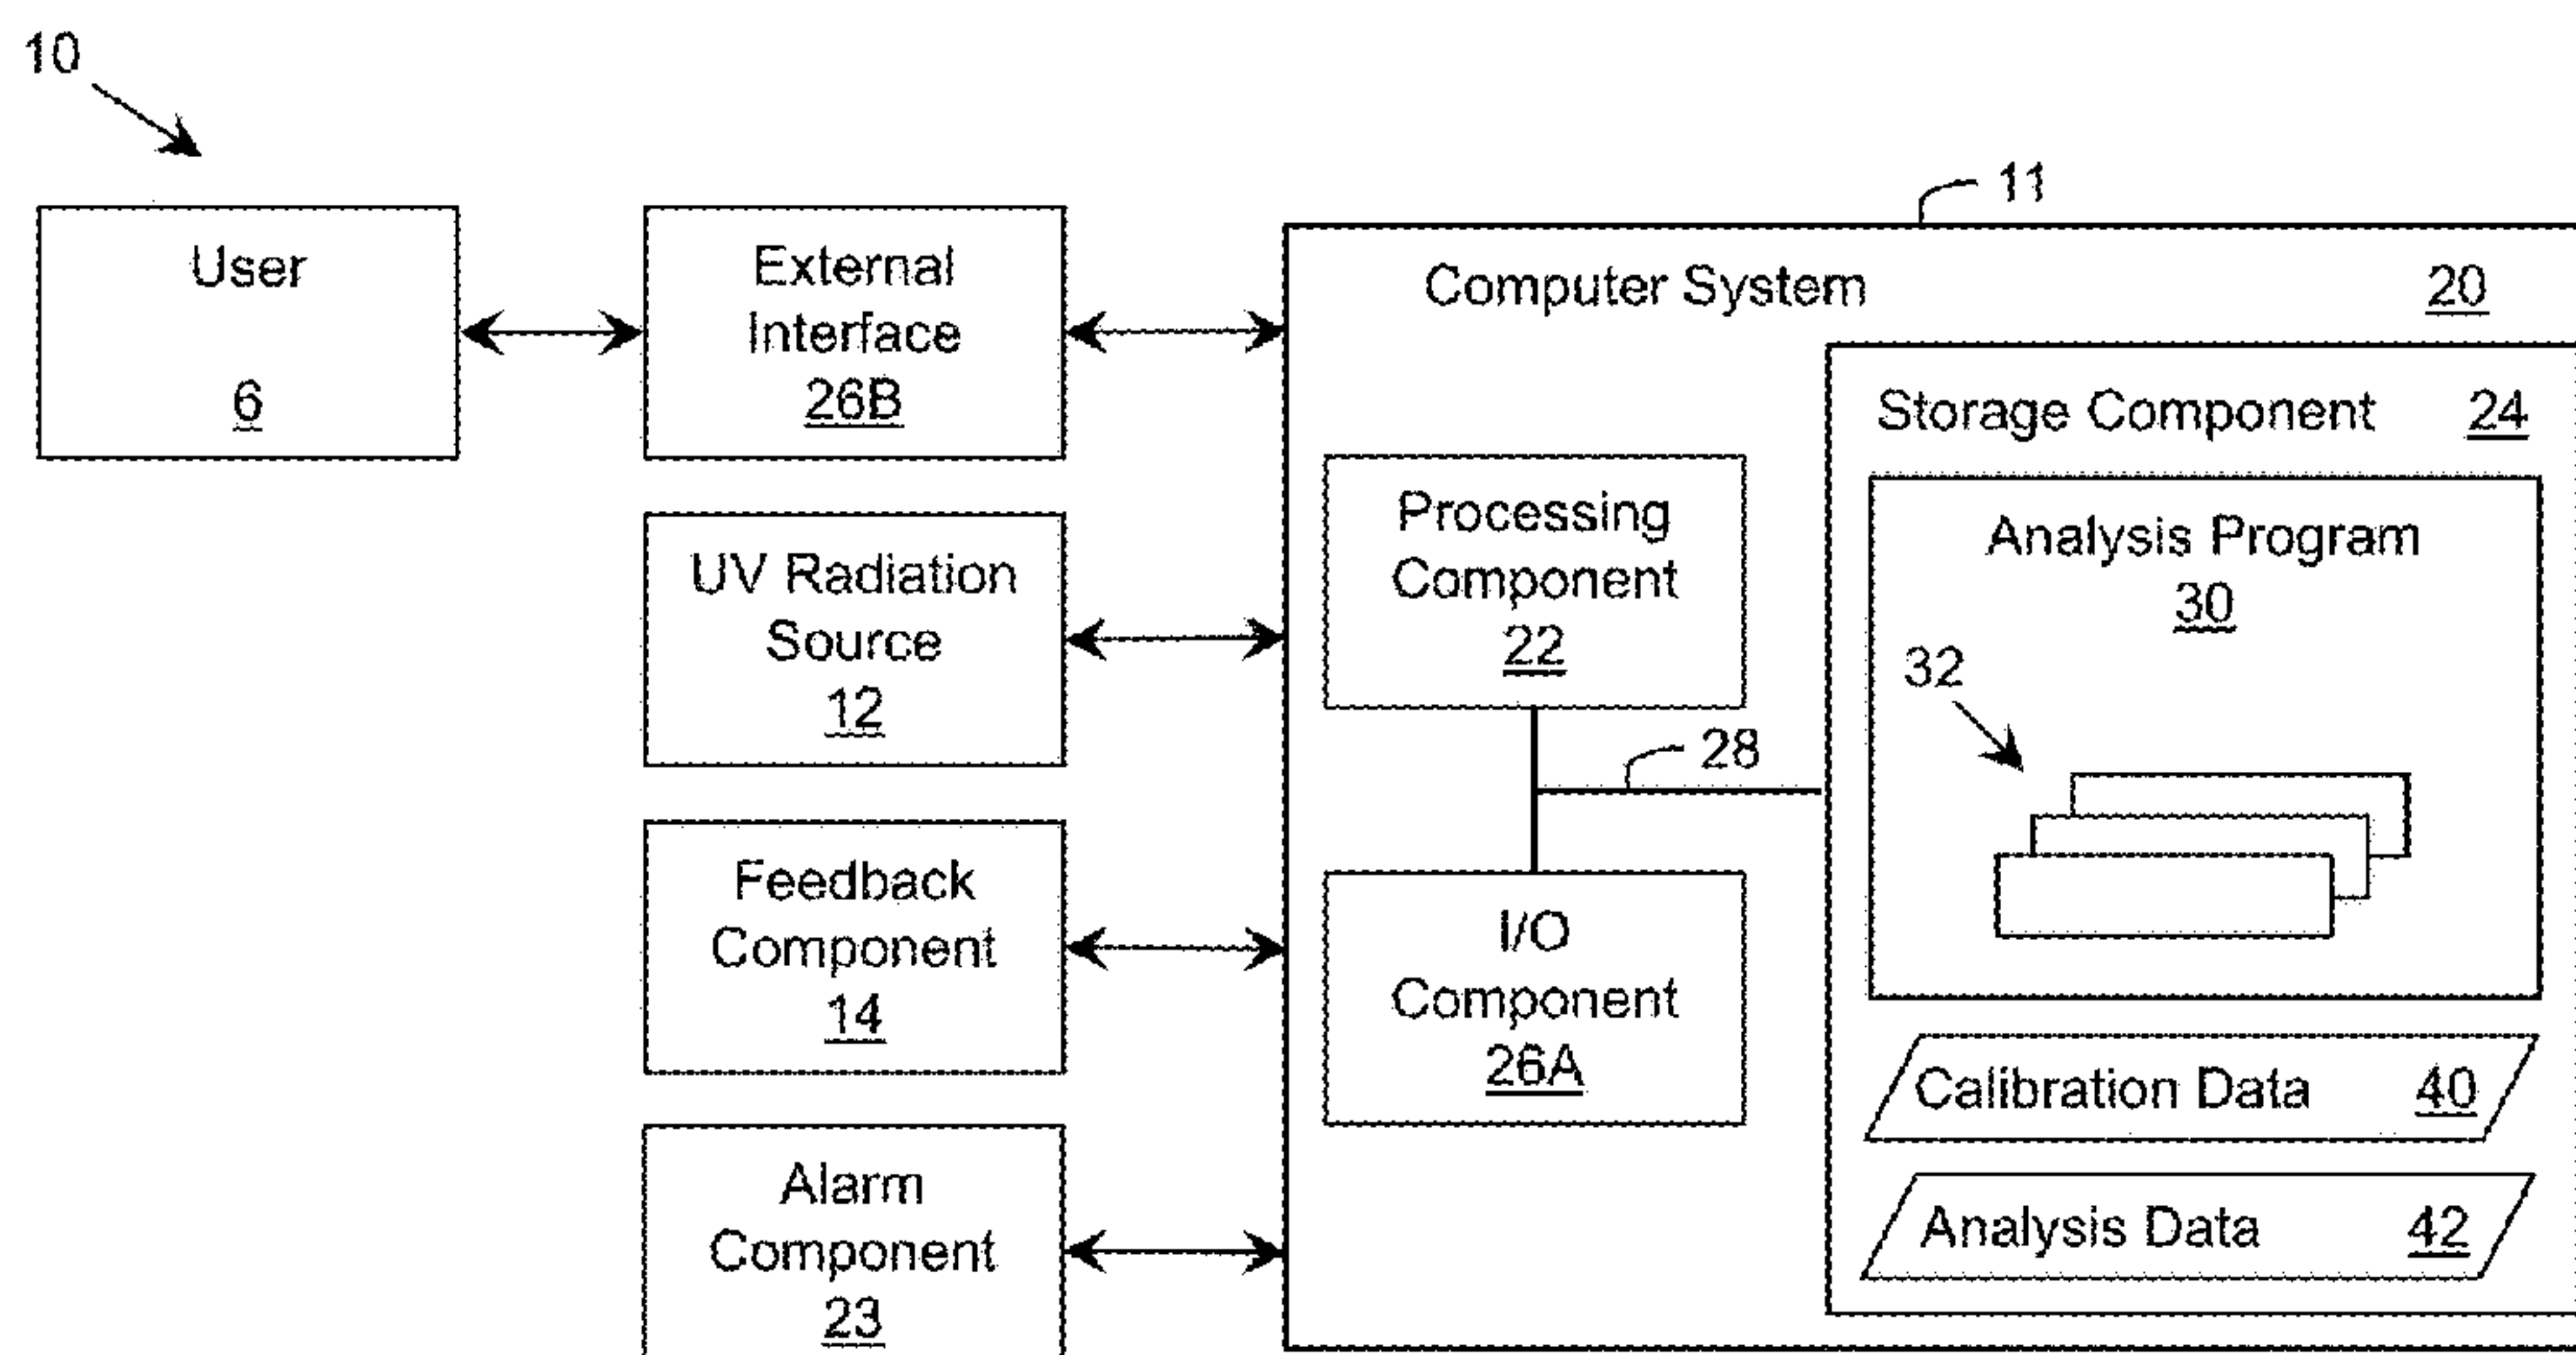 10
11
User
6
External
Interface
26B
Computer System 20
Storage Component 24
Processing
Component
22
Analysis Program
30
32
UV Radiation
Source
12
28
Feedback
Component
14
I/O
Component
26A
Calibration Data 40
Analysis Data 42
Alarm
Component
23